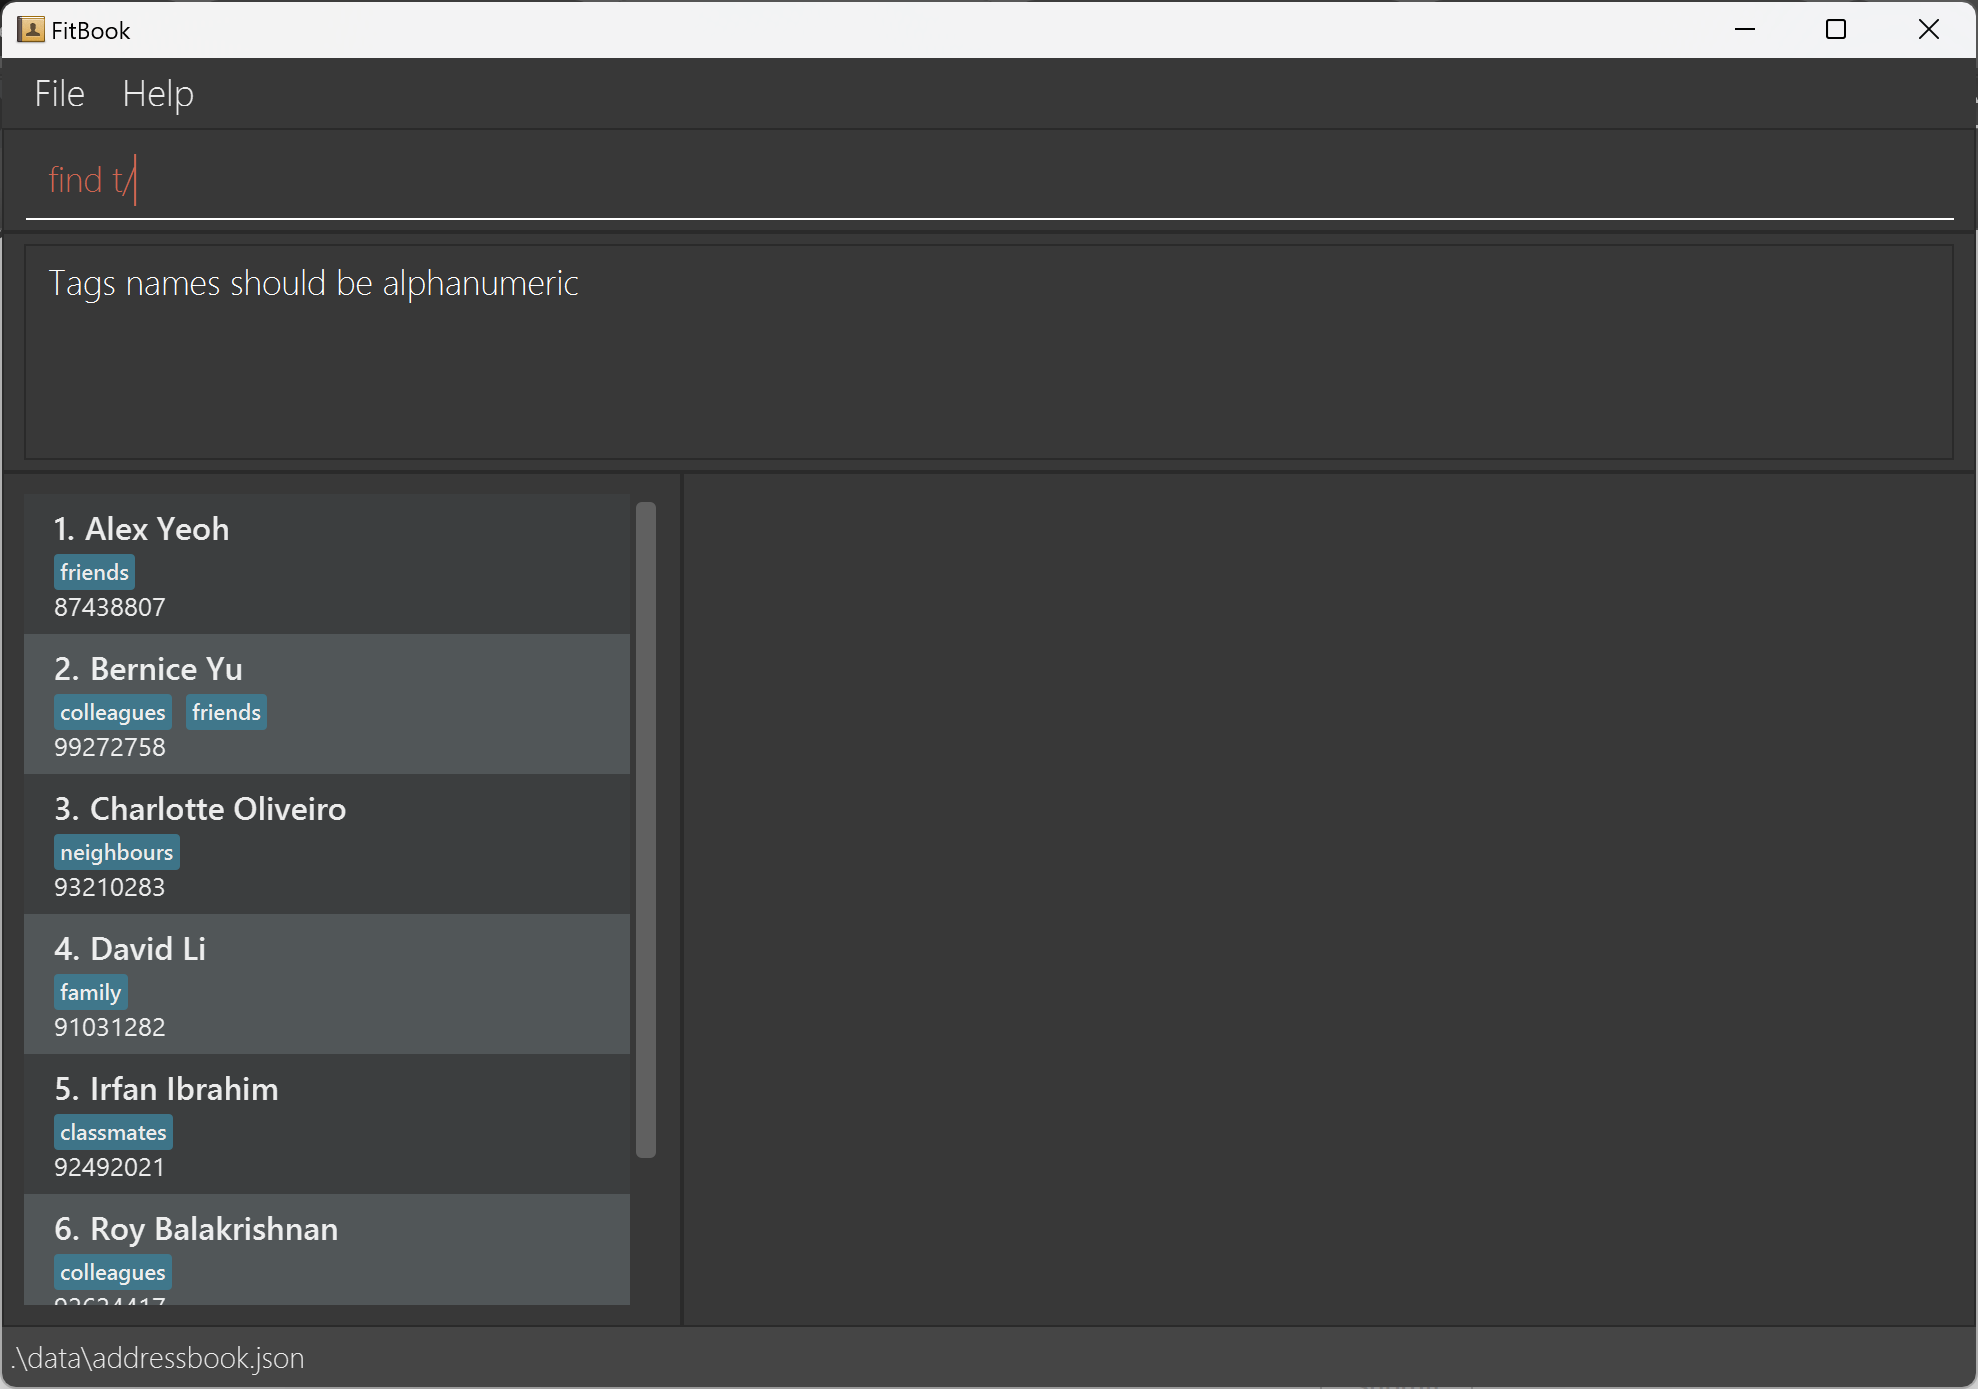 FitBook
File Help
find t/
Tags names should be alphanumeric
1. Alex Yeoh
friends
87438807
2. Bernice Yu
colleagues friends
99272758
3. Charlotte Oliveiro
neighbours
93210283
4. David Li
family
91031282
5. Irfan Ibrahim
classmates
92492021
6. Roy Balakrishnan
colleagues
.\data\addressbook.json